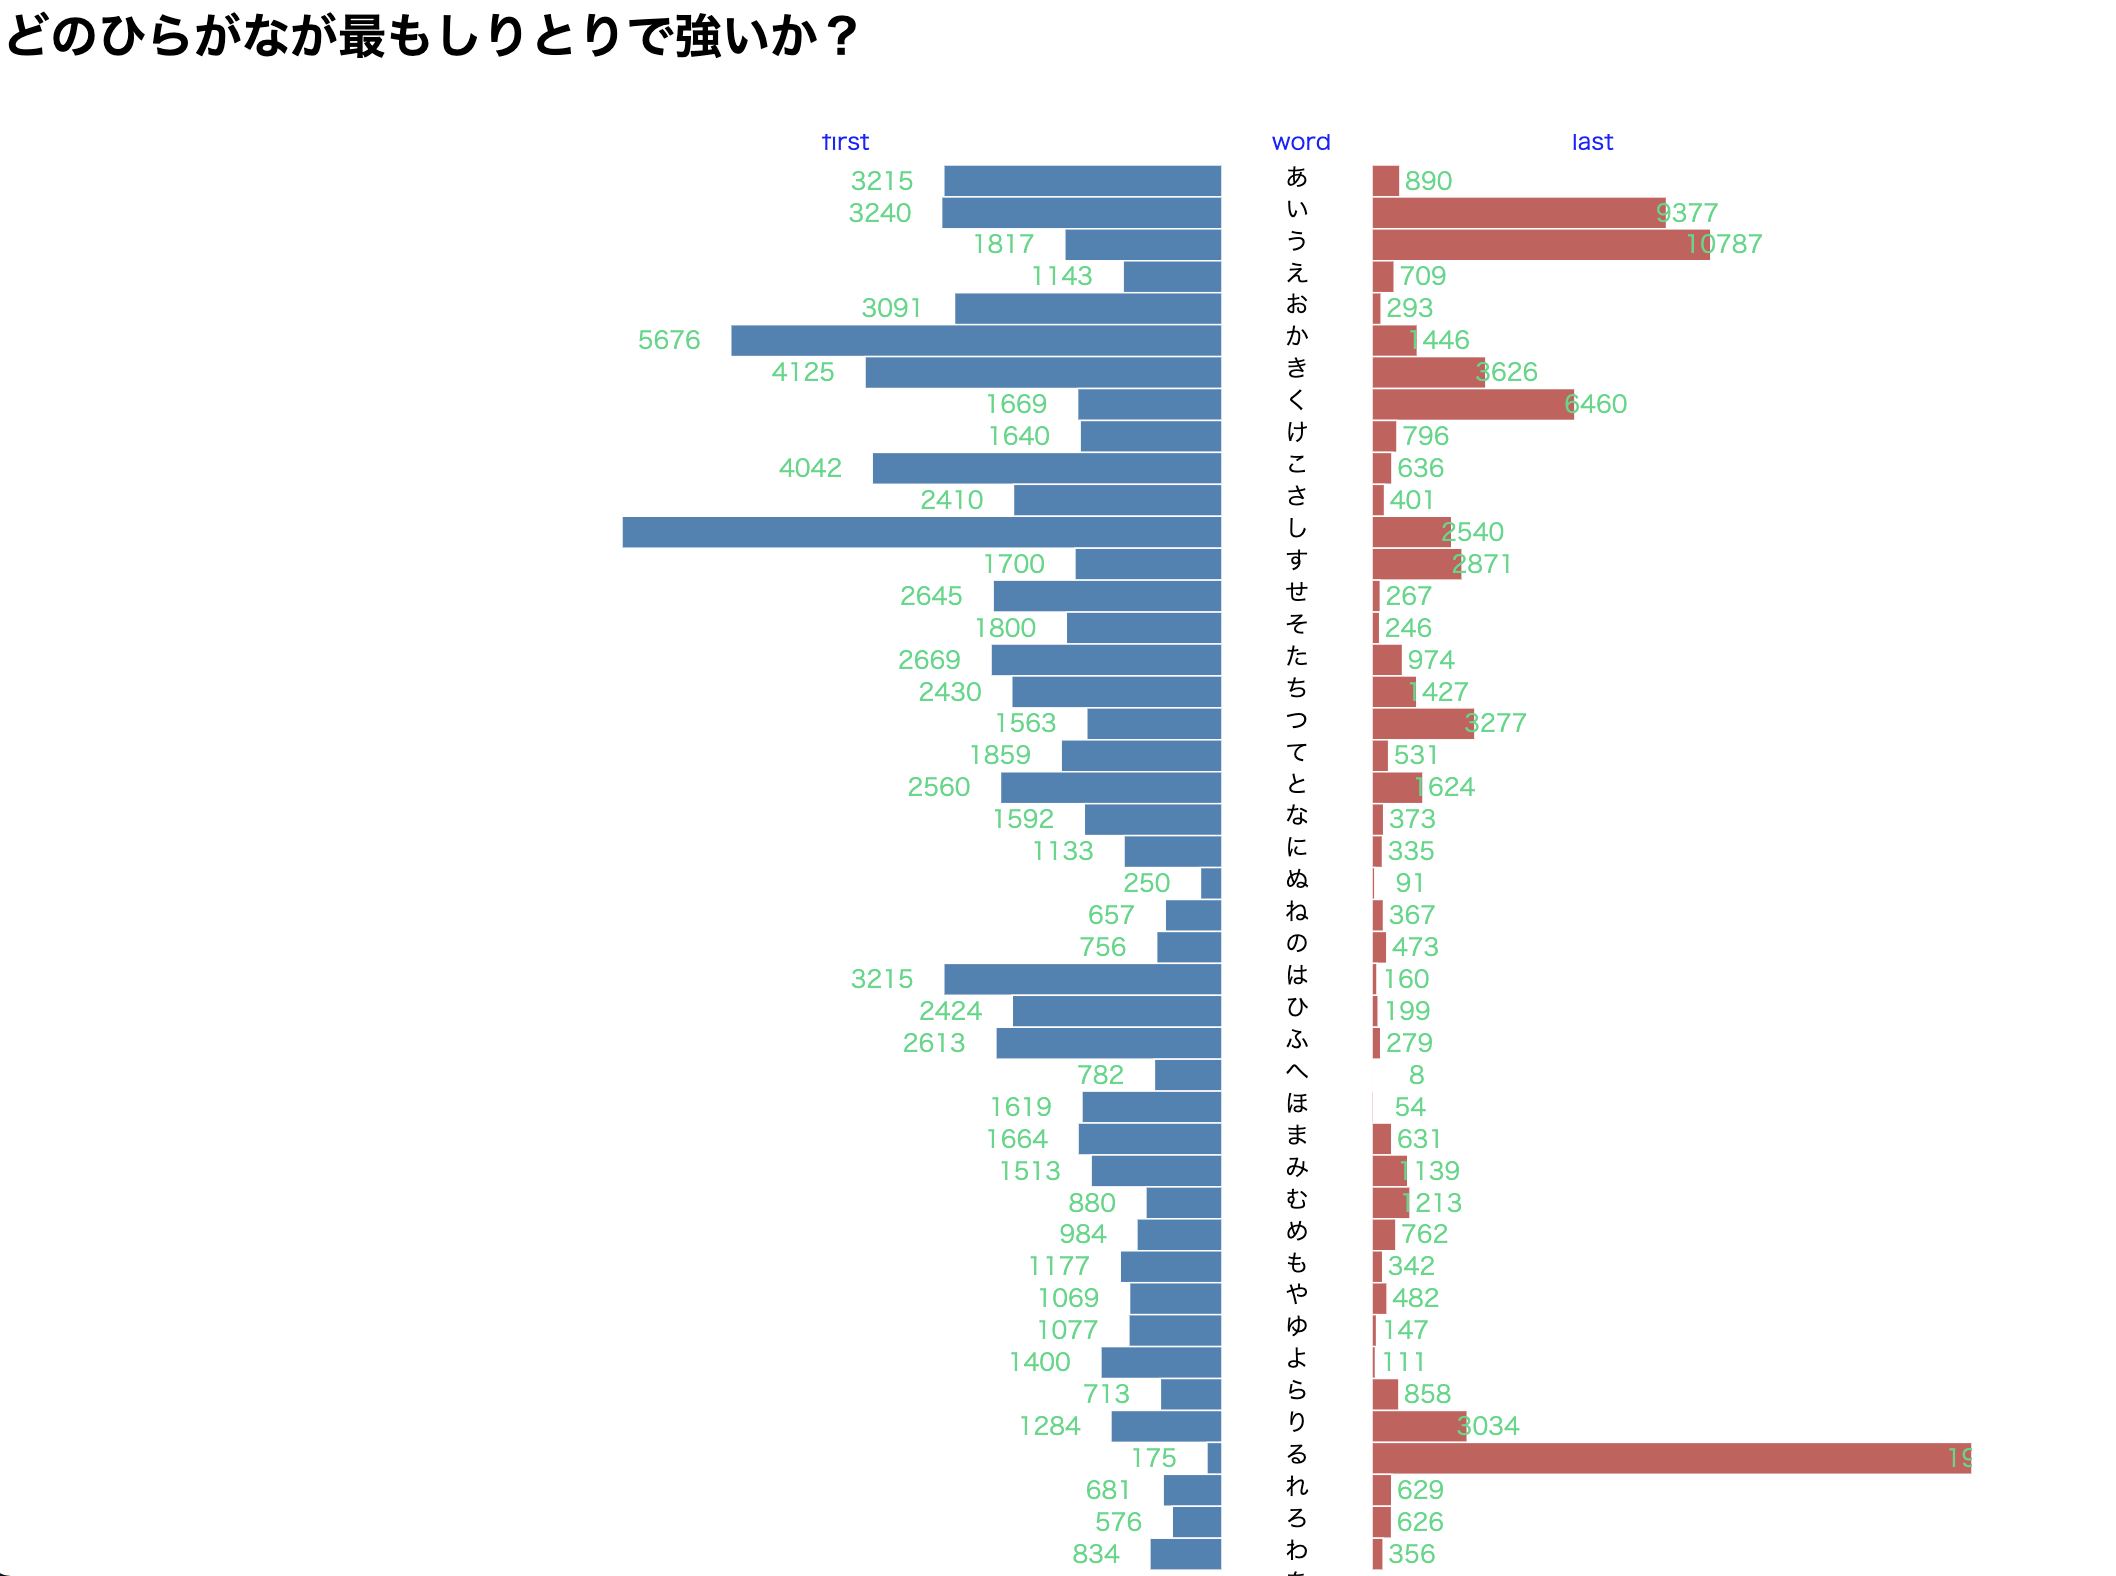 どのひらがなが最もしりとりで強いか？
first word last
3215 あ 890
3240 い 9377
1817 う 10787
1143 え 709
3091 お 293
5676 か 1446
4125 き 3626
1669 く 6460
1640 け 796
4042 こ 636
2410 さ 401
し 2540
1700 す 2871
2645 せ 267
1800 そ 246
2669 た 974
2430 ち 1427
1563 つ 3277
1859 て 531
2560 と 1624
1592 な 373
1133 に 335
250 ぬ 91
657 ね 367
756 の 473
3215 は 160
2424 ひ 199
2613 ふ 279
782 へ 8
1619 ほ 54
1664 ま 631
1513 み 1139
880 む 1213
984 め 762
1177 も 342
1069 や 482
1077 ゆ 147
1400 よ 111
713 ら 858
1284 り 3034
175 る
681 れ 629
576 ろ 626
834 わ 356